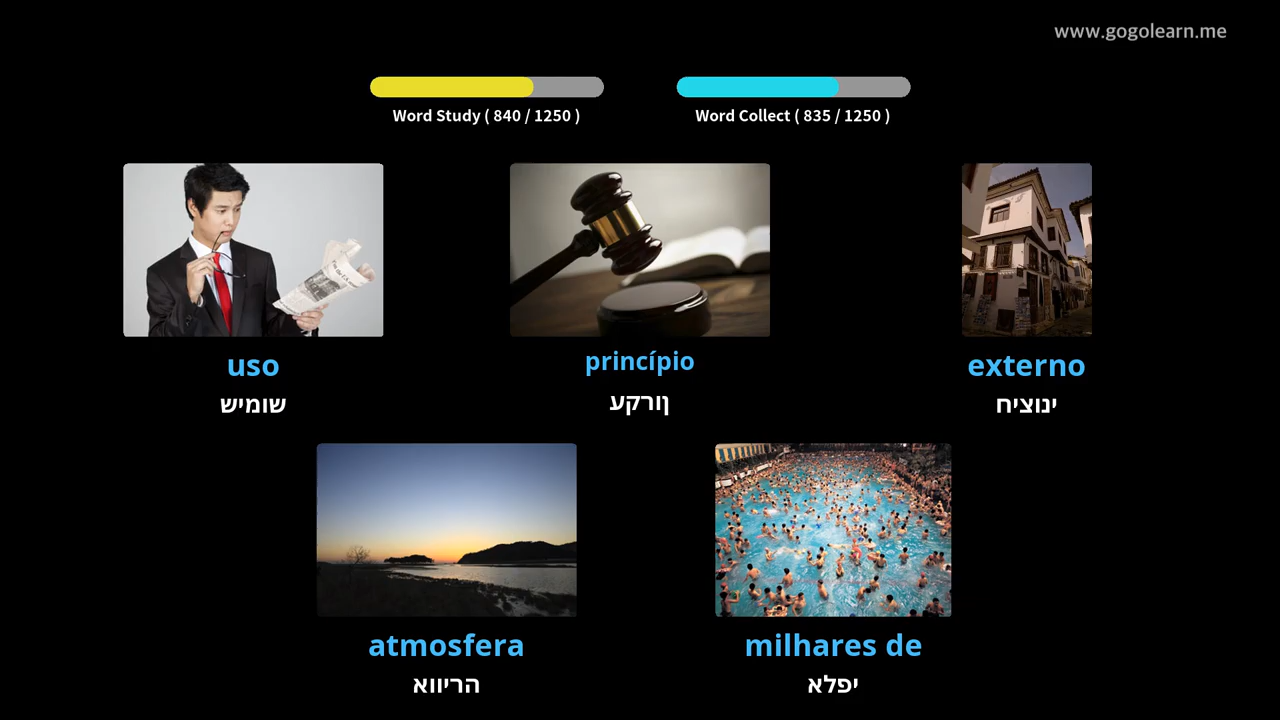 www.gogolearn.me
Word Study ( 840 / 1250 )
Word Collect ( 835 / 1250 )
uso
princípio
externo
שומיש
ןורקע
ינוציח
atmosfera
milhares de
הריווא
יפלא